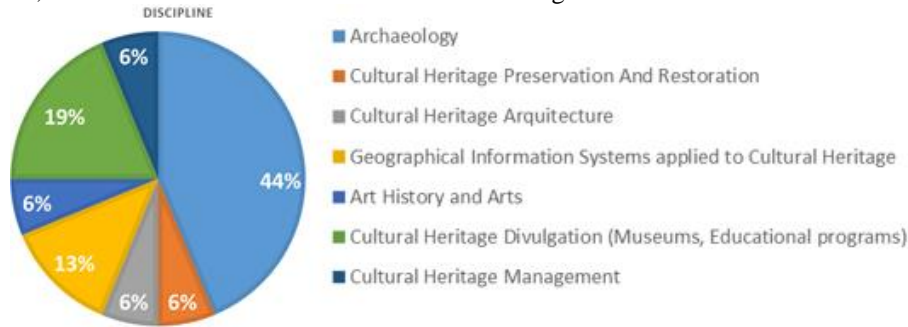 DISCIPLINE
6%
44%
19%
6%
13%
6%
6%
Archaeology
Cultural Heritage Preservation And Restoration
Cultural Heritage Arquitecture
Geographical Information Systems applied to Cultural Heritage
Art History and Arts
Cultural Heritage Divulgation (Museums, Educational programs)
Cultural Heritage Management